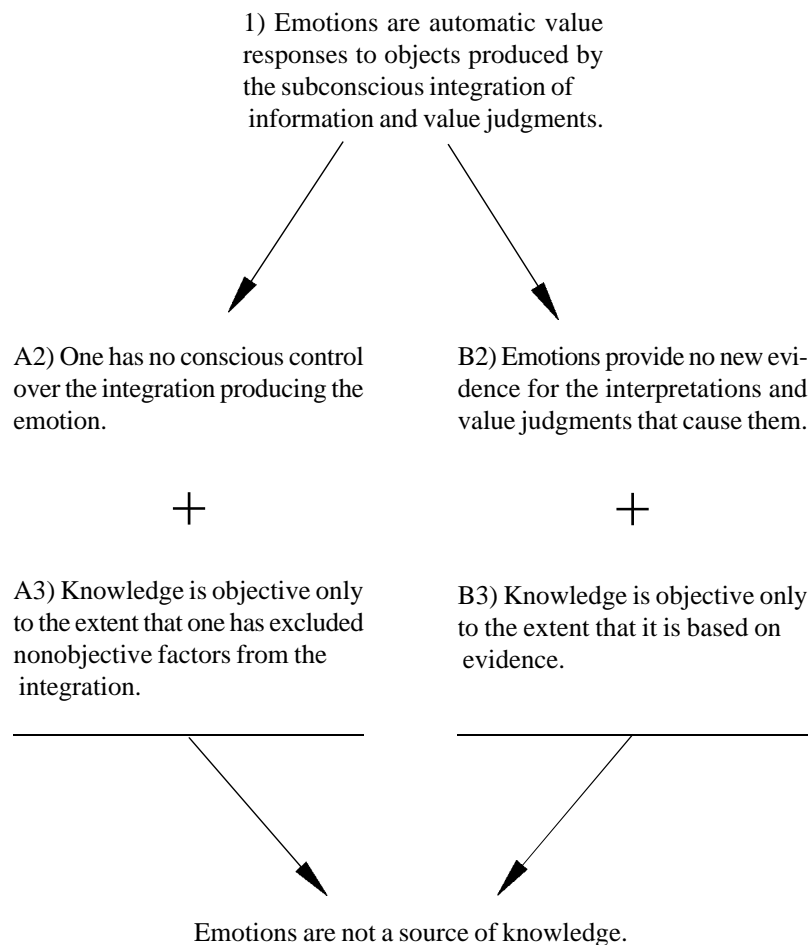 1) Emotions are automatic value
responses to objects produced by
the subconscious integration of
information and value judgments.
A2) One has no conscious control
over the integration producing the
emotion.
+
A3) Knowledge is objective only
to the extent that one has excluded
nonobjective factors from the
integration.
B2) Emotions provide no new evi-
dence for the interpretations and
value judgments that cause them.
+
B3) Knowledge is objective only
to the extent that it is based on
evidence.
Emotions are not a source of knowledge.